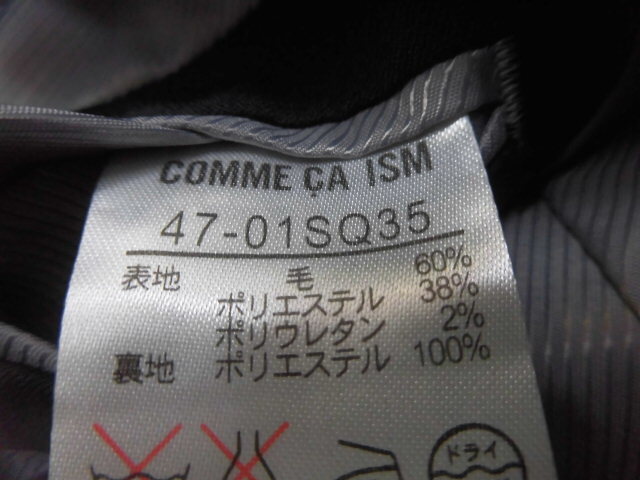 COMME ÇA ISM
47-01SQ35
表地 毛 60%
ポリエステル 38%
ポリウレタン 2%
裏地 ポリエステル 100%
ドライ